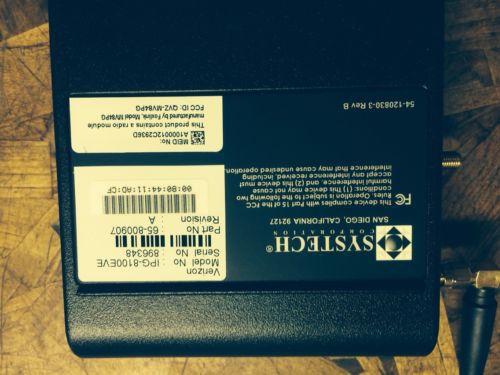 SYSTECH®
CORPORATION
SAN DIEGO, CALIFORNIA 92127
FC This device complies with Part 15 of the FCC
Rules. Operation is subject to the following two
conditions: (1) This device may not cause
harmful interference, and (2) this device must
accept any interference received, including
interference that may cause undesired operation.
54-120830-3 Rev B
Verizon
Model No : IPG-8100EVE
Serial No : 896348
Part No : 65-800907
Revision : A
00:80:44:11:AD:CF
MEID No:
A1000012C2936D
This product contains a radio module
manufactured by Foxlink, Model MV84PG
FCC ID: QVZ-MV84PG